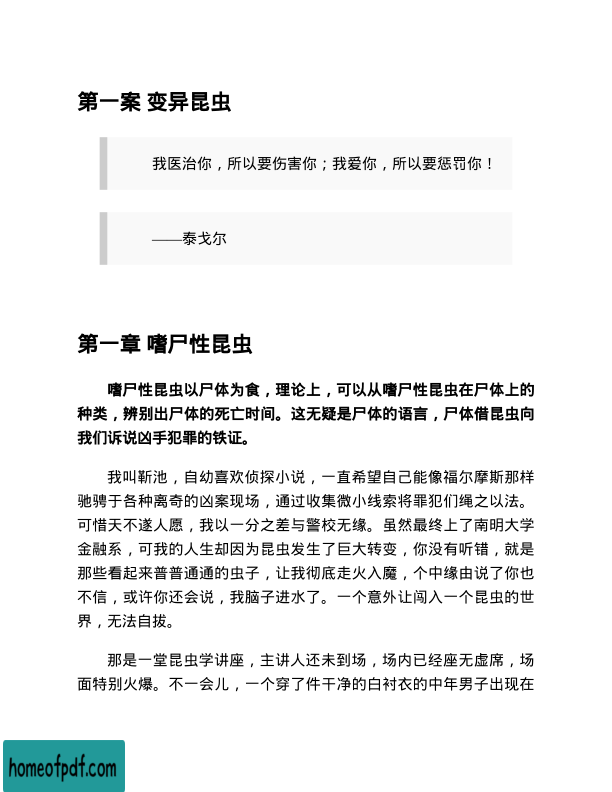 第一案 变异昆虫
我医治你，所以要伤害你；我爱你，所以要惩罚你！
——泰戈尔
第一章 嗜尸性昆虫
嗜尸性昆虫以尸体为食，理论上，可以从嗜尸性昆虫在尸体上的
种类，辨别出尸体的死亡时间。这无疑是尸体的语言，尸体借昆虫向
我们诉说凶手犯罪的铁证。
我叫靳池，自幼喜欢侦探小说，一直希望自己能像福尔摩斯那样
驰骋于各种离奇的凶案现场，通过收集微小线索将罪犯们绳之以法。
可惜天不遂人愿，我以一分之差与警校无缘。虽然最终上了南明大学
金融系，可我的人生却因为昆虫发生了巨大转变，你没有听错，就是
那些看起来普普通通的虫子，让我彻底走火入魔，个中缘由说了你也
不信，或许你还会说，我脑子进水了。一个意外让闯入一个昆虫的世
界，无法自拔。
那是一堂昆虫学讲座，主讲人还未到场，场内已经座无虚席，场
面特别火爆。不一会儿，一个穿了件干净的白衬衣的中年男子出现在
homeofpdf.com